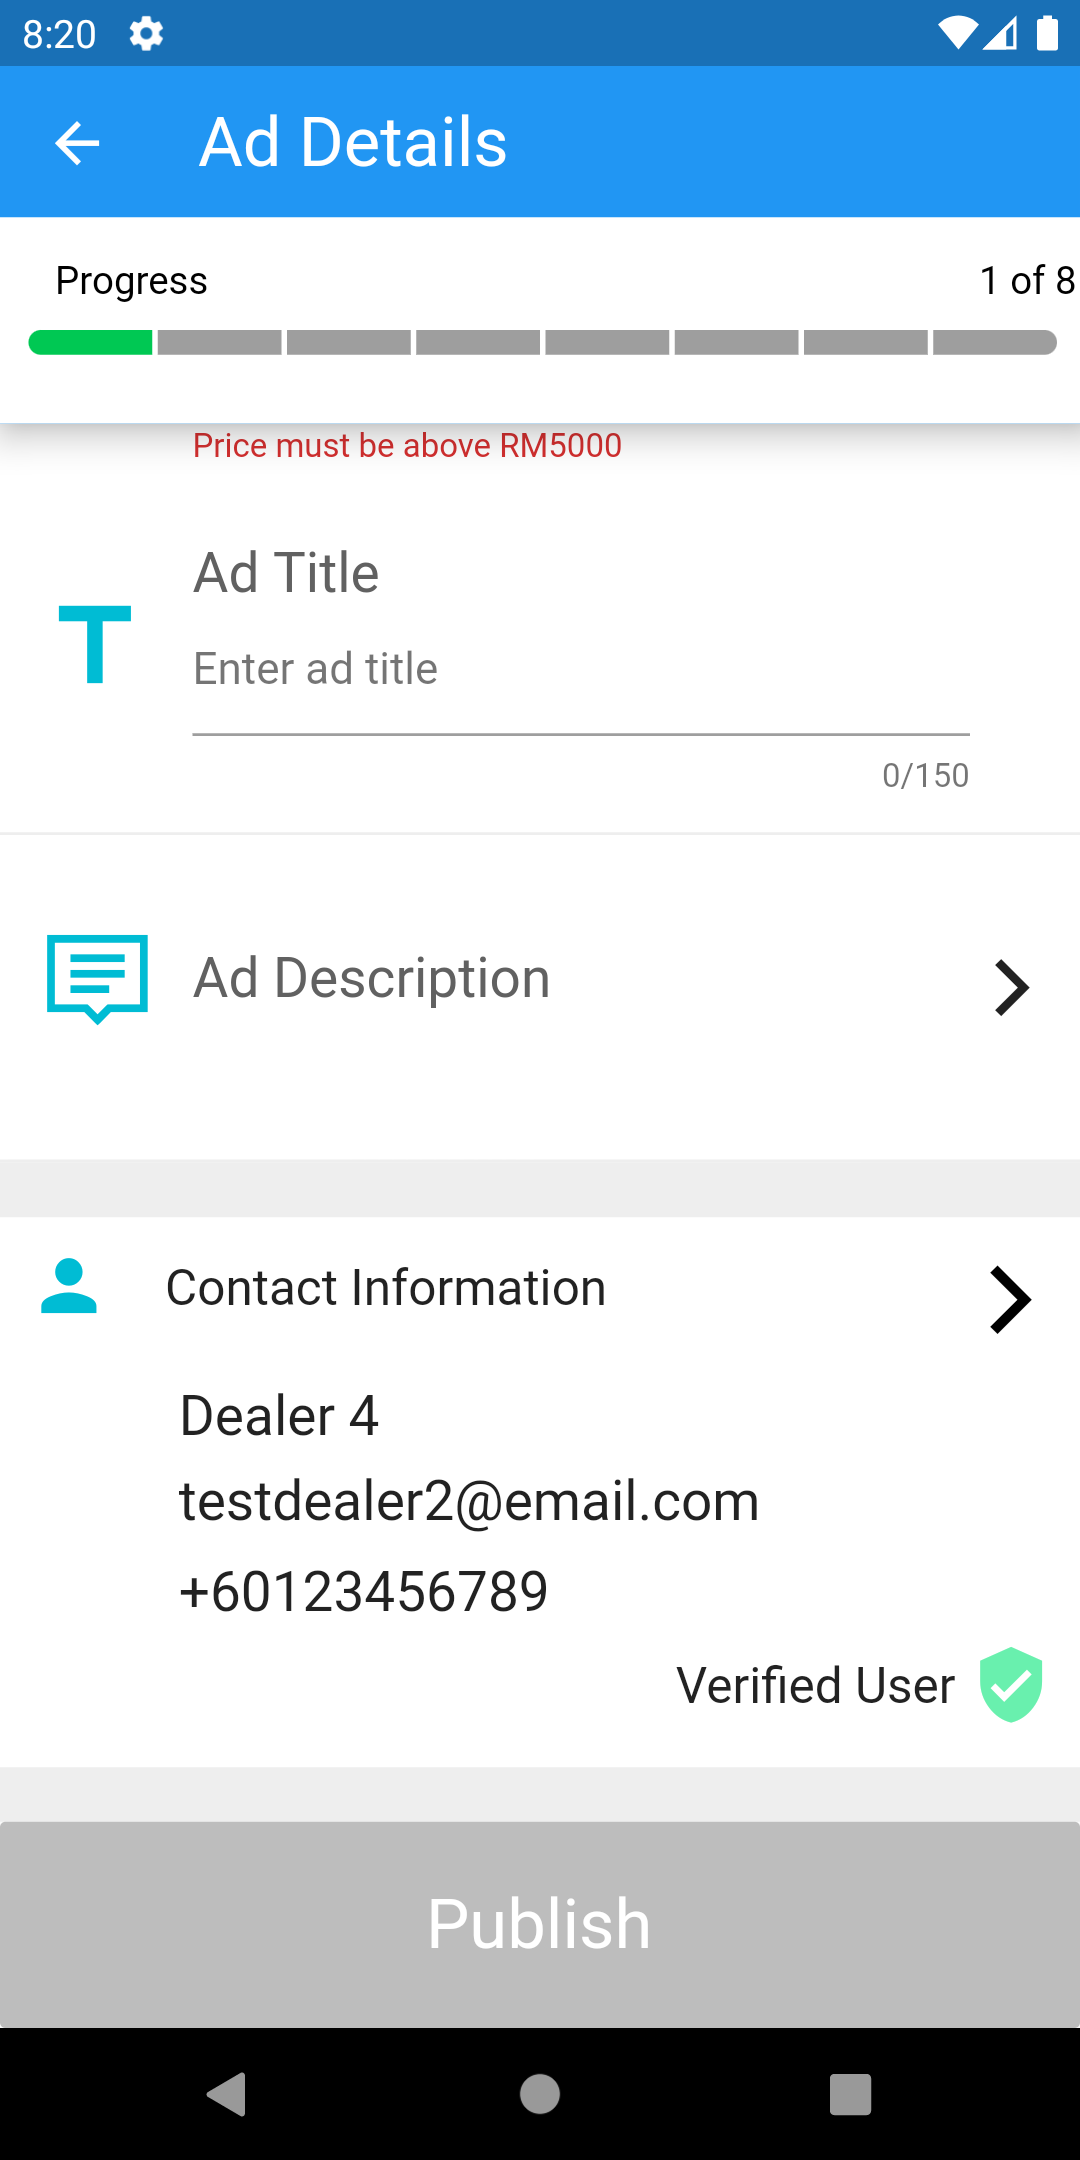 8:20
Ad Details
Progress
1 of 8
Price must be above RM5000
Ad Title
Enter ad title
0/150
Ad Description
Contact Information
Dealer 4
testdealer2@email.com
+60123456789
Verified User
Publish